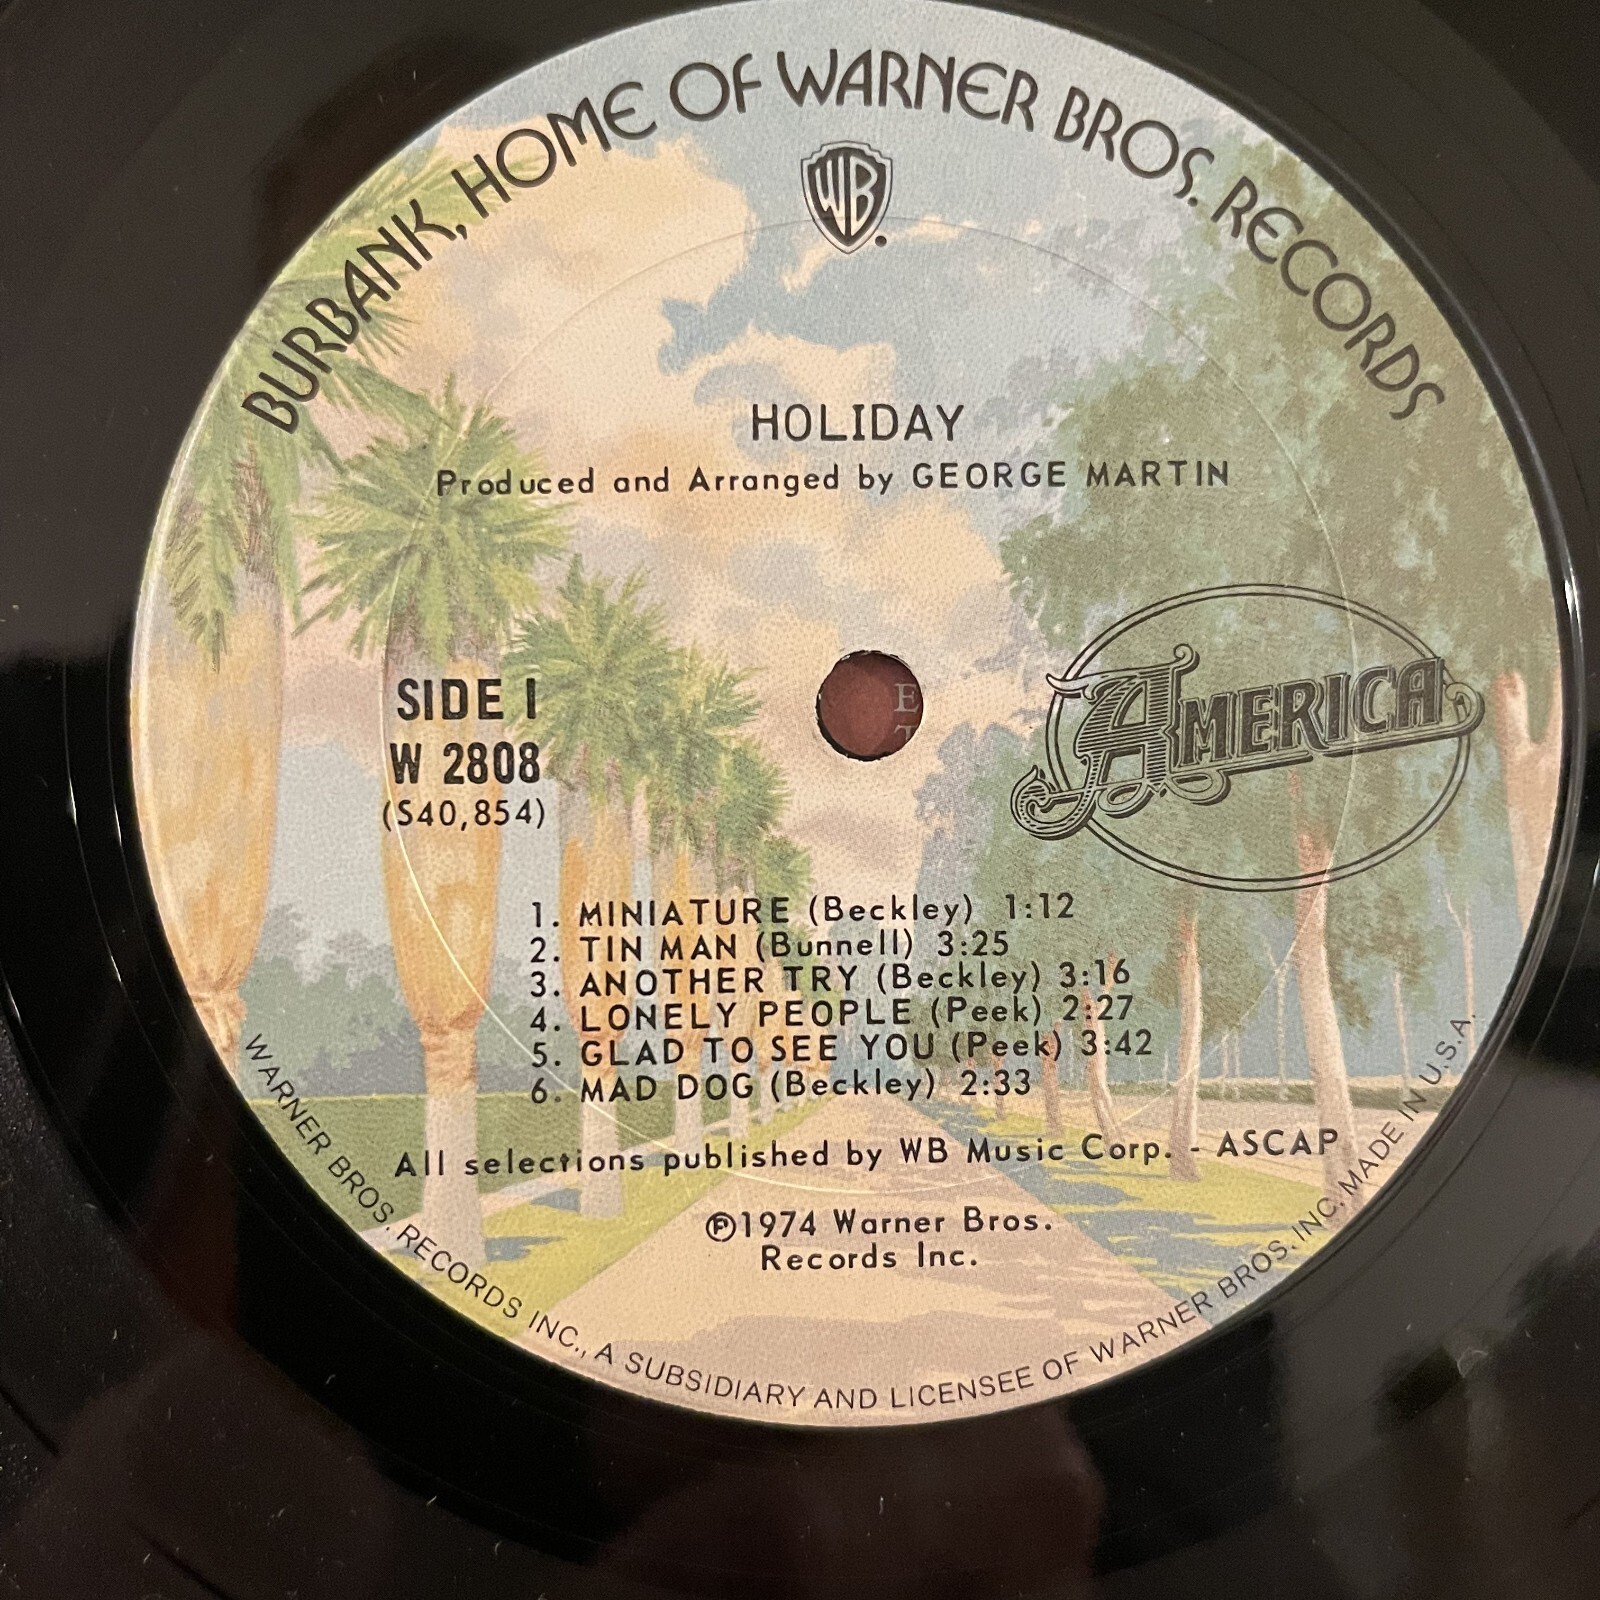 BURBANK, HOME OF WARNER BROS. RECORDS
WB
HOLIDAY
Produced and Arranged by GEORGE MARTIN
AMERICA
SIDE 1
W 2808
(S40,854)
1. MINIATURE (Beckley) 1:12
2. TIN MAN (Bunnell) 3:25
3. ANOTHER TRY (Beckley) 3:16
4. LONELY PEOPLE (Peek) 2:27
5. GLAD TO SEE YOU (Peek) 3:42
6. MAD DOG (Beckley) 2:33
All selections published by WB Music Corp. - ASCAP
℗1974 Warner Bros.
Records Inc.
WARNER BROS. RECORDS INC., A SUBSIDIARY AND LICENSEE OF WARNER BROS. INC. MADE IN U.S.A.